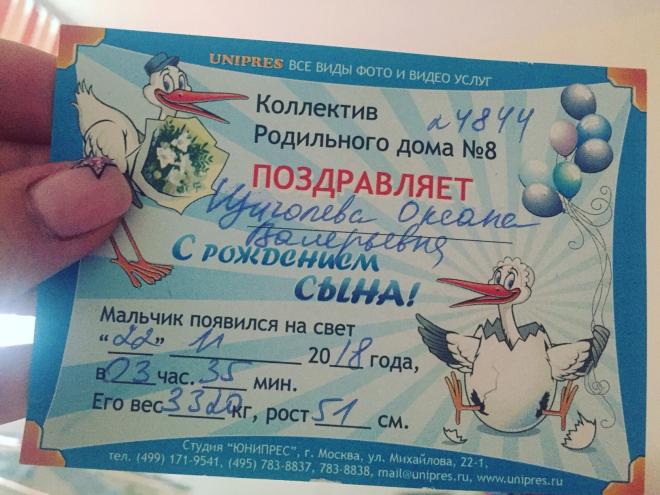 UNIPRES ВСЕ ВИДЫ ФОТО И ВИДЕО УСЛУГ
Коллектив
Родильного дома №8
ПОЗДРАВЛЯЕТ
Щиголева Оксана
Валерьевна
С РОЖДЕНИЕМ
СЫНА!
Мальчик появился на свет
"22" 11 2018 года,
в 03 час. 35 мин.
Его вес 3320 кг, рост 51 см.
Студия "ЮНИПРЕС", г. Москва, ул. Михайлова, 22-1,
тел. (499) 171-9541, (495) 783-8837, 783-8838, mail@unipres.ru, www.unipres.ru